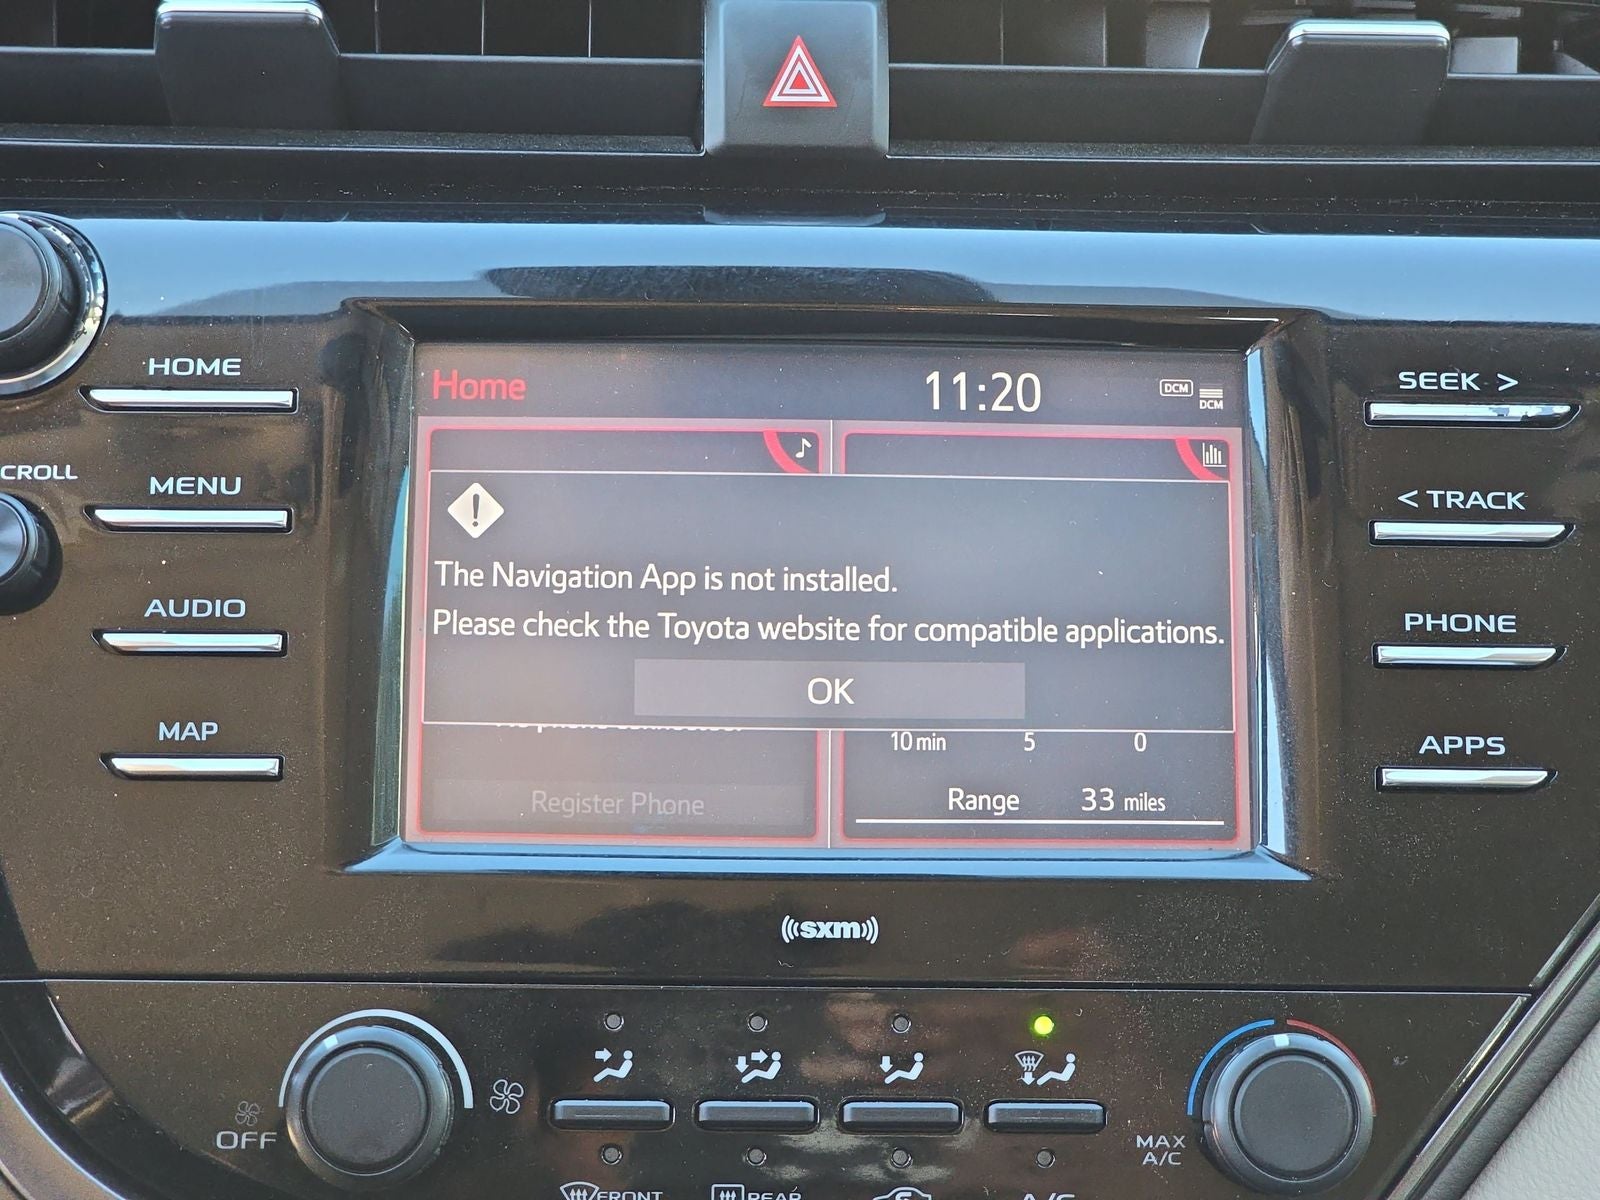 Home 11:20 DCM
DCM
The Navigation App is not installed.
Please check the Toyota website for compatible applications.
OK
10 min 5 0
Register Phone
Range 33 miles
HOME
CROLL
MENU
AUDIO
MAP
SEEK >
< TRACK
PHONE
APPS
((sxm))
OFF
MAX
A/C
FRONT
REAR
A/C